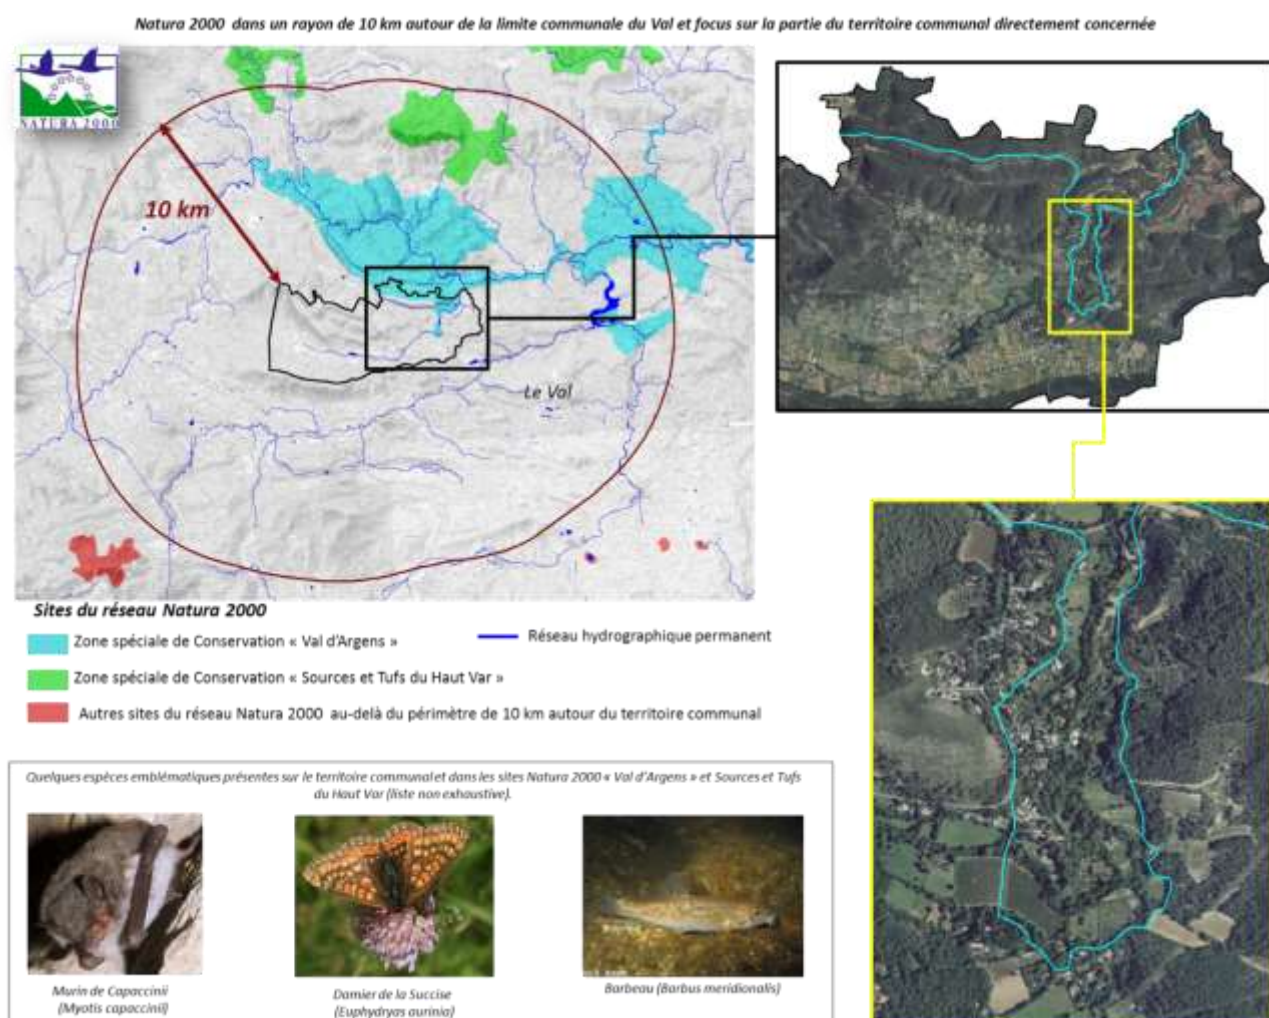 Natura 2000 dans un rayon de 10 km autour de la limite communale du Val et focus sur la partie du territoire communal directement concernée
NATURA 2000
10 km
Le Val
Sites du réseau Natura 2000
Zone spéciale de Conservation « Val d'Argens »
Réseau hydrographique permanent
Zone spéciale de Conservation « Sources et Tufs du Haut Var »
Autres sites du réseau Natura 2000 au-delà du périmètre de 10 km autour du territoire communal
Quelques espèces emblématiques présentes sur le territoire communal et dans les sites Natura 2000 « Val d'Argens » et Sources et Tufs
du Haut Var (liste non exhaustive).
Murin de Capaccinii
(Myotis capaccinii)
Damier de la Succise
(Euphydryas aurinia)
Barbeau (Barbus meridionalis)